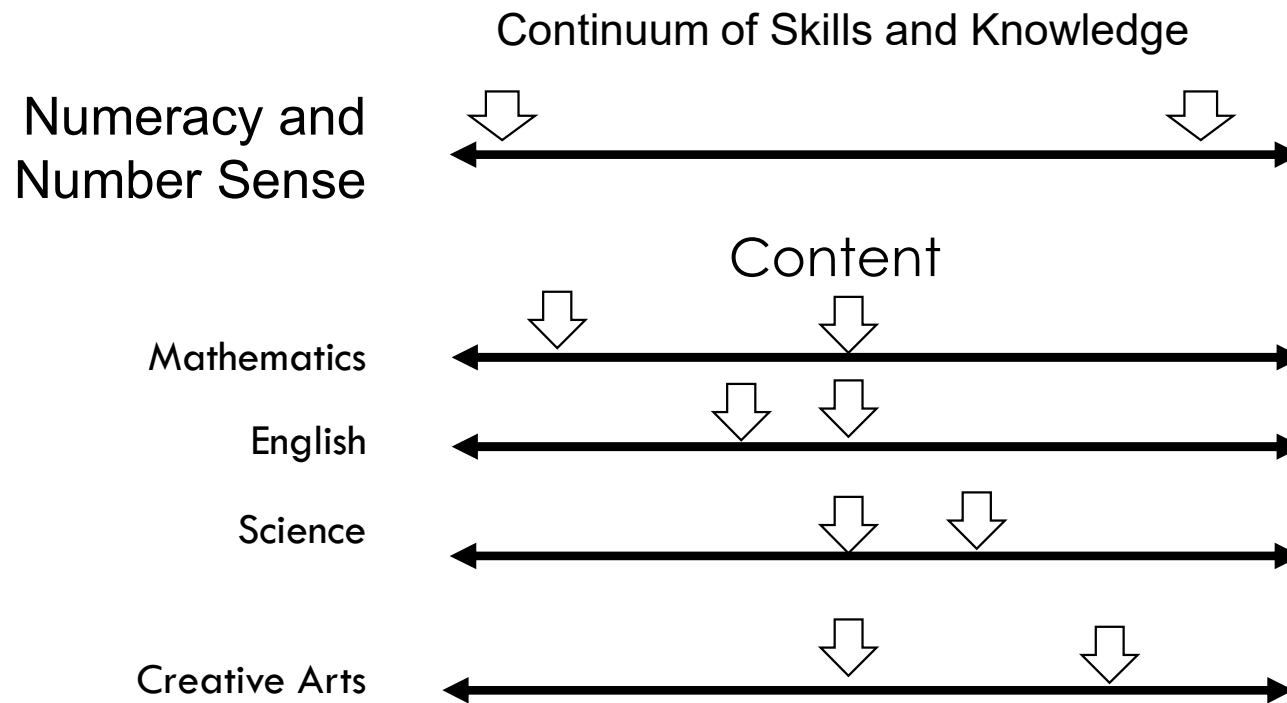 Continuum of Skills and Knowledge
Numeracy and
Number Sense
Content
Mathematics
English
Science
Creative Arts